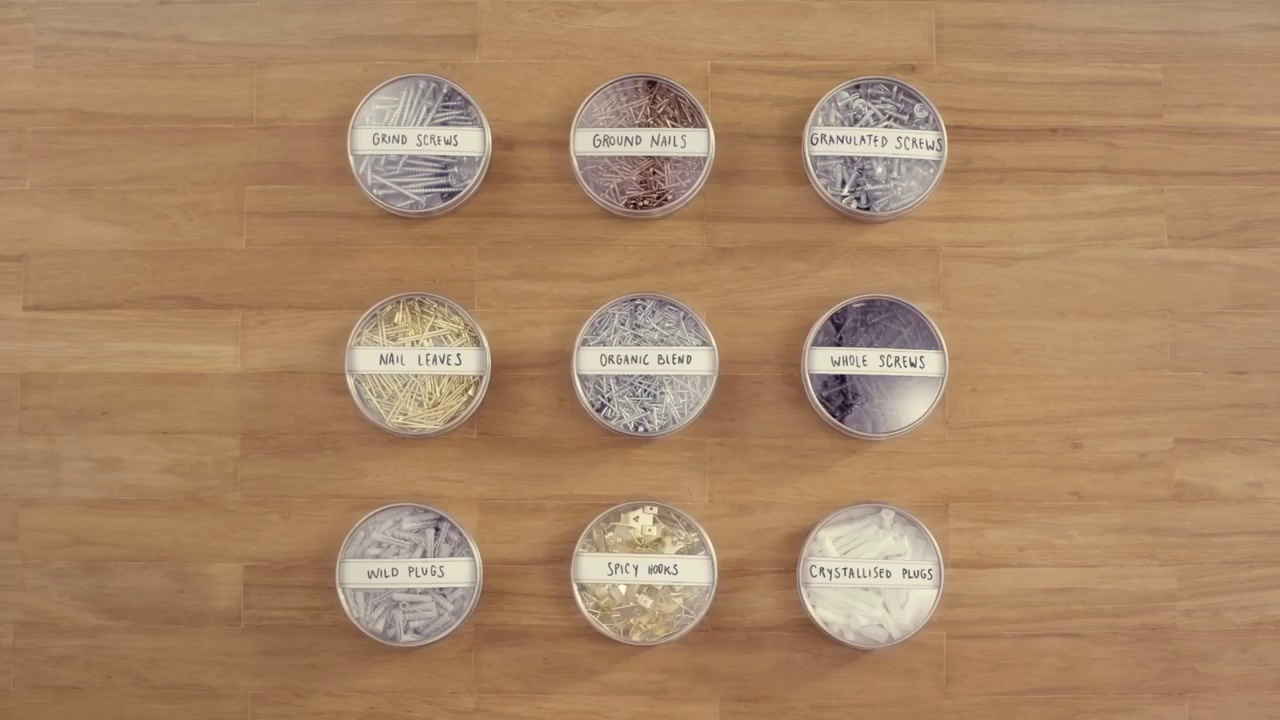 GRIND SCREWS
GROUND NAILS
GRANULATED SCREWS
NAIL LEAVES
ORGANIC BLEND
WHOLE SCREWS
WILD PLUGS
SPICY HOOKS
CRYSTALLISED PLUGS